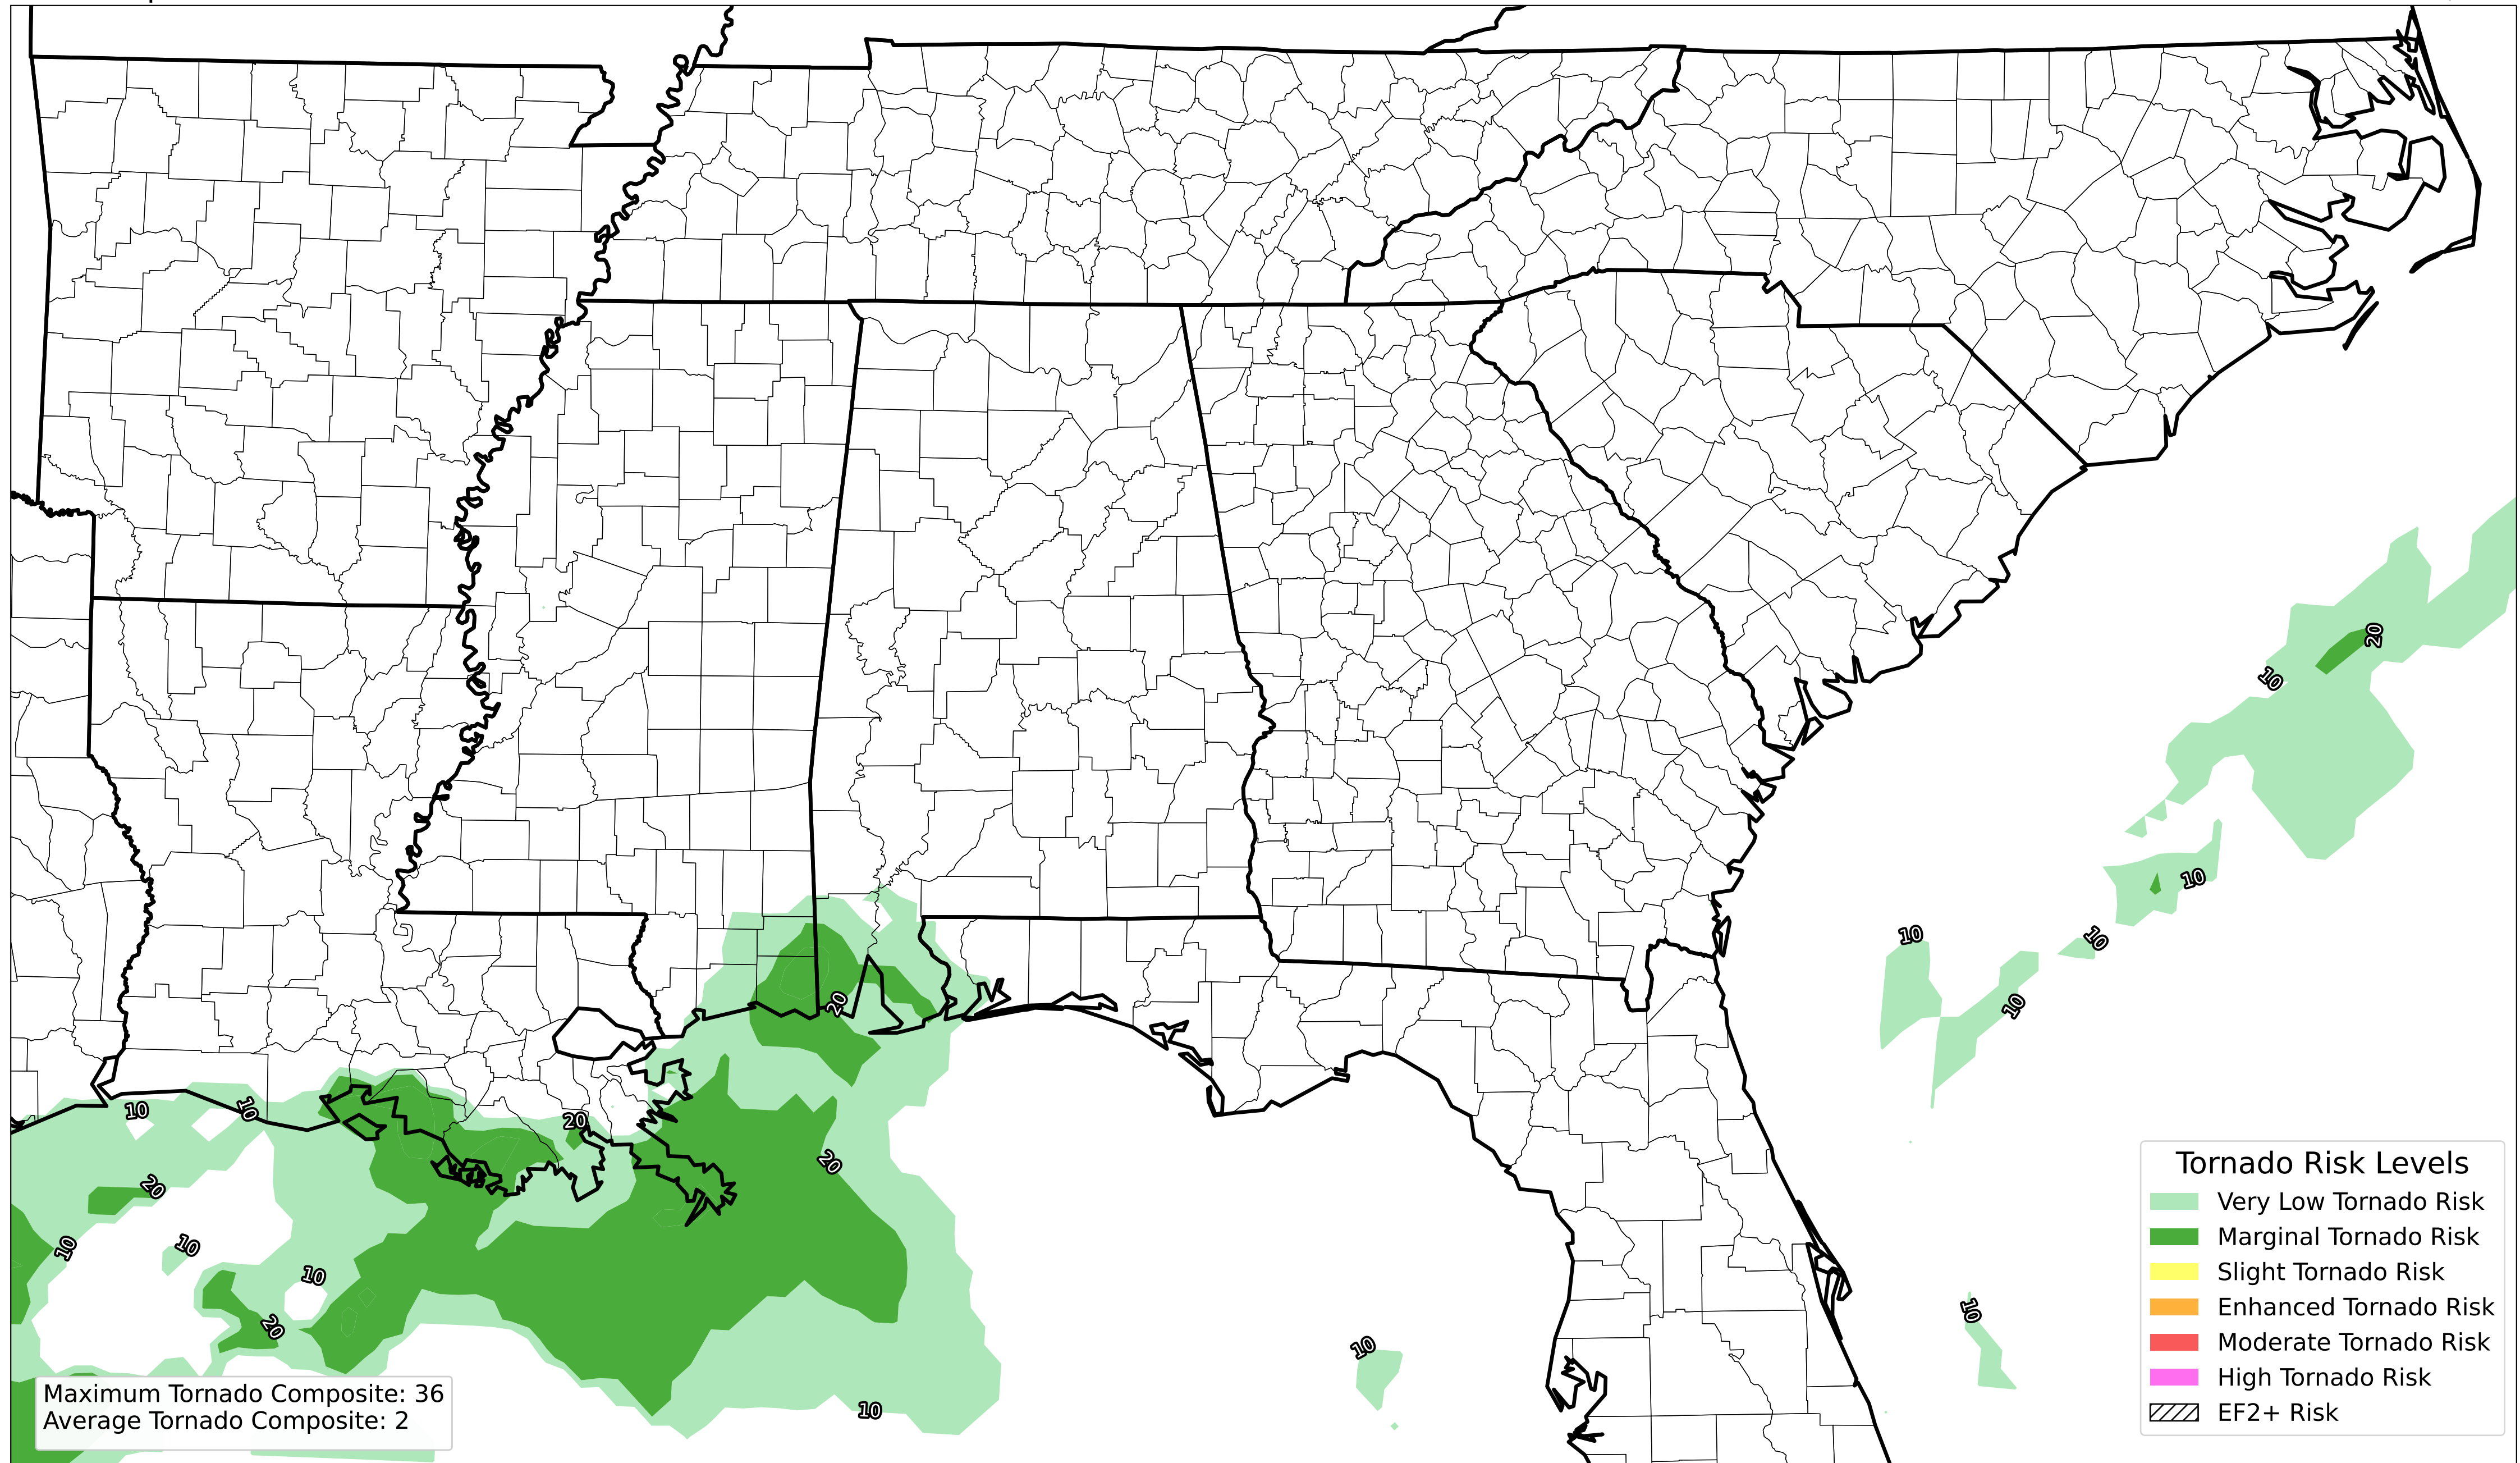 20
10
10
20
10
10
10
10
20
10
10
20
20
20
10
10
10
20
10
10
10
Tornado Risk Levels
Very Low Tornado Risk
Marginal Tornado Risk
Slight Tornado Risk
Enhanced Tornado Risk
Moderate Tornado Risk
High Tornado Risk
EF2+ Risk
Maximum Tornado Composite: 36
Average Tornado Composite: 2